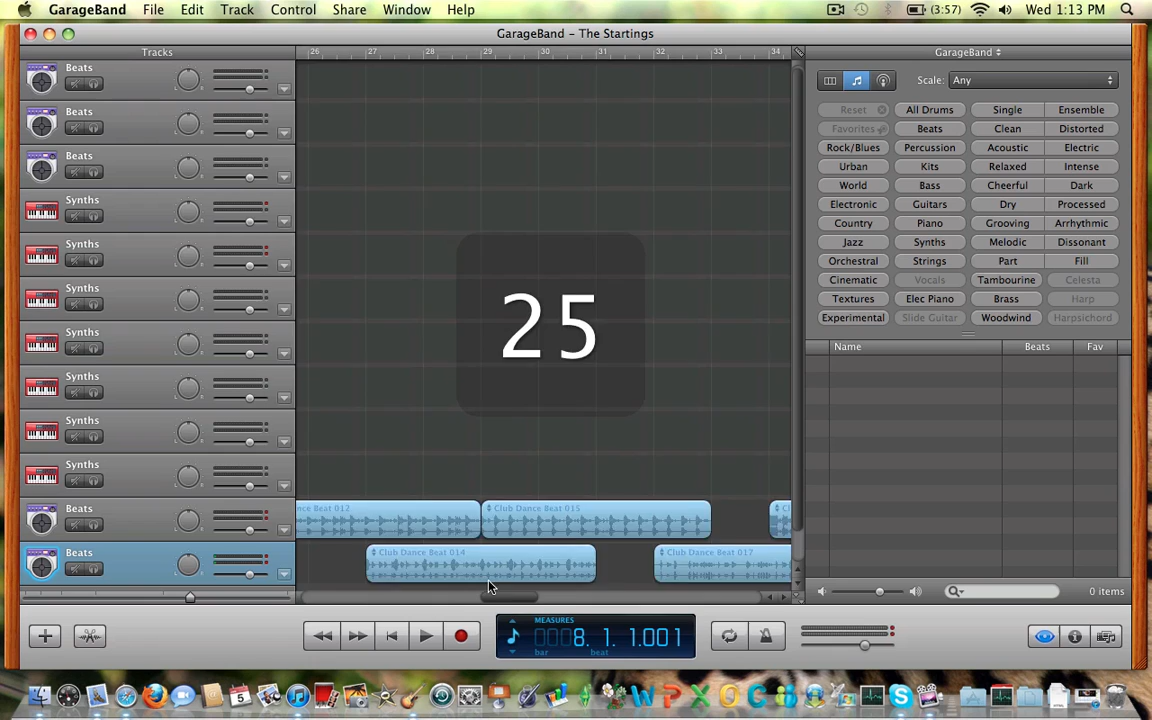 GarageBand File Edit Track Control Share Window Help
(3:57) Wed 1:13 PM
GarageBand – The Startings
Tracks
26 27 28 29 30 31 32 33 34
GarageBand
Scale: Any
Reset All Drums Single Ensemble
Favorites Beats Clean Distorted
Rock/Blues Percussion Acoustic Electric
Urban Kits Relaxed Intense
World Bass Cheerful Dark
Electronic Guitars Dry Processed
Country Piano Grooving Arrhythmic
Jazz Synths Melodic Dissonant
Orchestral Strings Part Fill
Cinematic Vocals Tambourine Celesta
Textures Elec Piano Brass Harp
Experimental Slide Guitar Woodwind Harpsichord
Name Beats Fav
0 items
Beats
Beats
Beats
Synths
Synths
Synths
Synths
Synths
Synths
Synths
Beats
Beats
25
nce Beat 012
Club Dance Beat 015
Cl
Club Dance Beat 014
Club Dance Beat 017
MEASURES
0008. 1. 1.001
bar beat